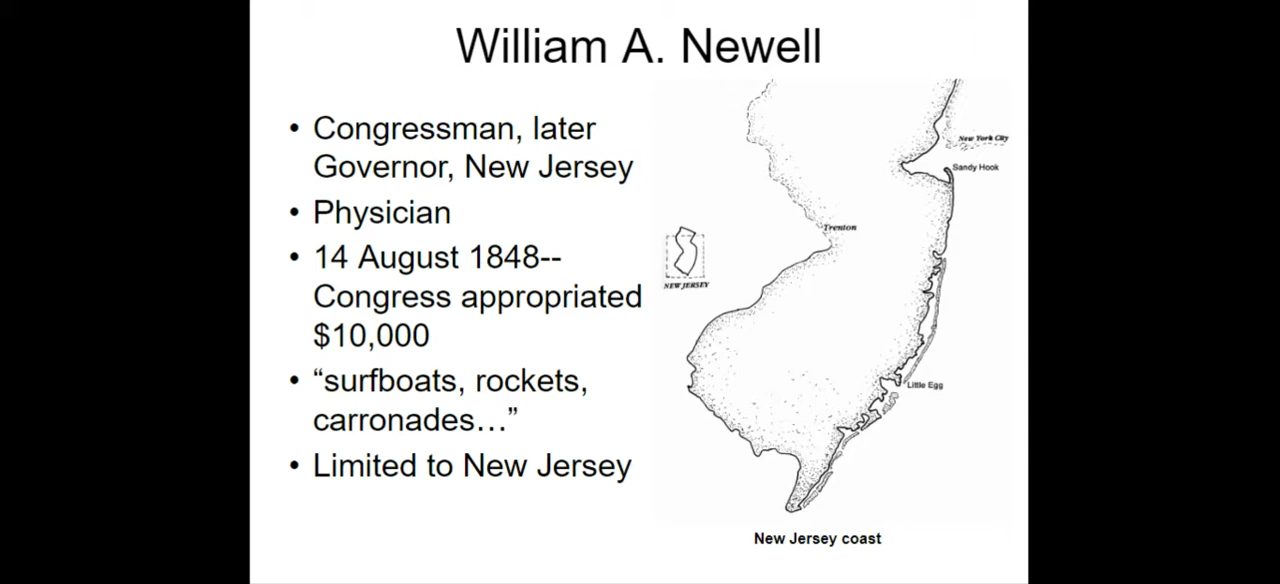 William A. Newell
• Congressman, later
Governor, New Jersey
• Physician
• 14 August 1848--
Congress appropriated
$10,000
• “surfboats, rockets,
carronades…”
• Limited to New Jersey
New York City
Sandy Hook
Trenton
NEW JERSEY
Little Egg
New Jersey coast